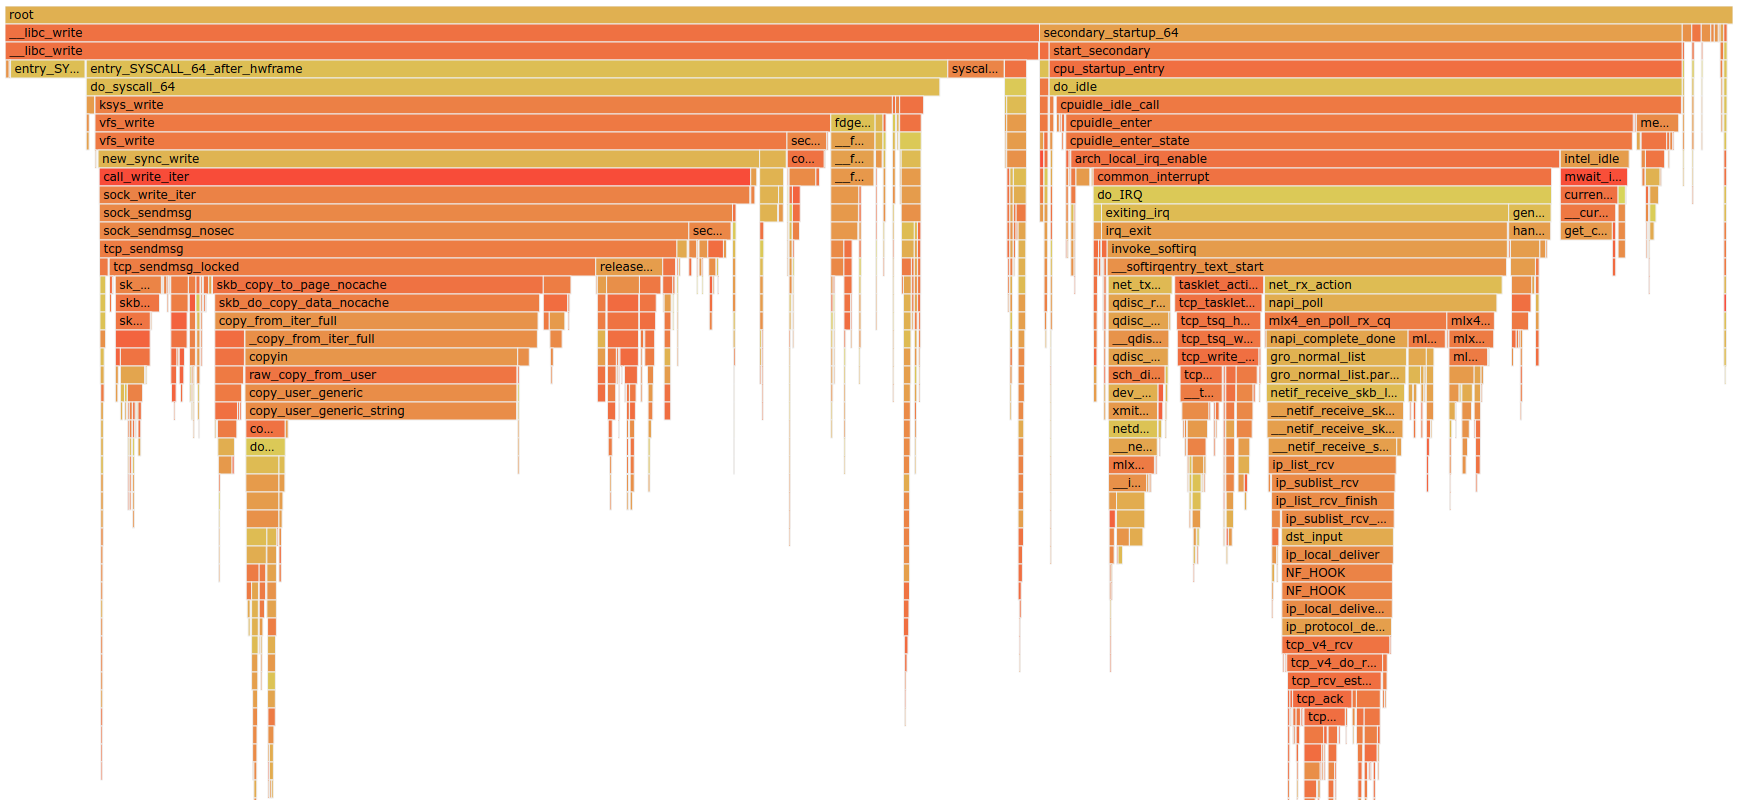 root
__libc_write secondary_startup_64
__libc_write start_secondary
entry_SY... entry_SYSCALL_64_after_hwframe syscal... cpu_startup_entry
do_syscall_64 do_idle
ksys_write cpuidle_idle_call
vfs_write fdge... cpuidle_enter me...
vfs_write sec... __f... cpuidle_enter_state
new_sync_write co... __f... arch_local_irq_enable intel_idle
call_write_iter __f... common_interrupt mwait_i...
sock_write_iter do_IRQ curren...
sock_sendmsg exiting_irq gen... __cur...
sock_sendmsg_nosec sec... irq_exit han... get_c...
tcp_sendmsg invoke_softirq
tcp_sendmsg_locked release... __softirqentry_text_start
sk_... skb_copy_to_page_nocache net_tx... tasklet_acti... net_rx_action
skb... skb_do_copy_data_nocache qdisc_r... tcp_tasklet... napi_poll
sk... copy_from_iter_full qdisc_... tcp_tsq_h... mlx4_en_poll_rx_cq mlx4...
_copy_from_iter_full __qdis... tcp_tsq_w... napi_complete_done ml... mlx...
copyin qdisc_... tcp_write_... gro_normal_list ml...
raw_copy_from_user sch_di... tcp... gro_normal_list.par...
copy_user_generic dev_... __t... netif_receive_skb_l...
copy_user_generic_string xmit... __netif_receive_sk...
co... netd... __netif_receive_sk...
do... __ne... __netif_receive_s...
mlx... ip_list_rcv
__i... ip_sublist_rcv
ip_list_rcv_finish
ip_sublist_rcv_...
dst_input
ip_local_deliver
NF_HOOK
NF_HOOK
ip_local_delive...
ip_protocol_de...
tcp_v4_rcv
tcp_v4_do_r...
tcp_rcv_est...
tcp_ack
tcp...